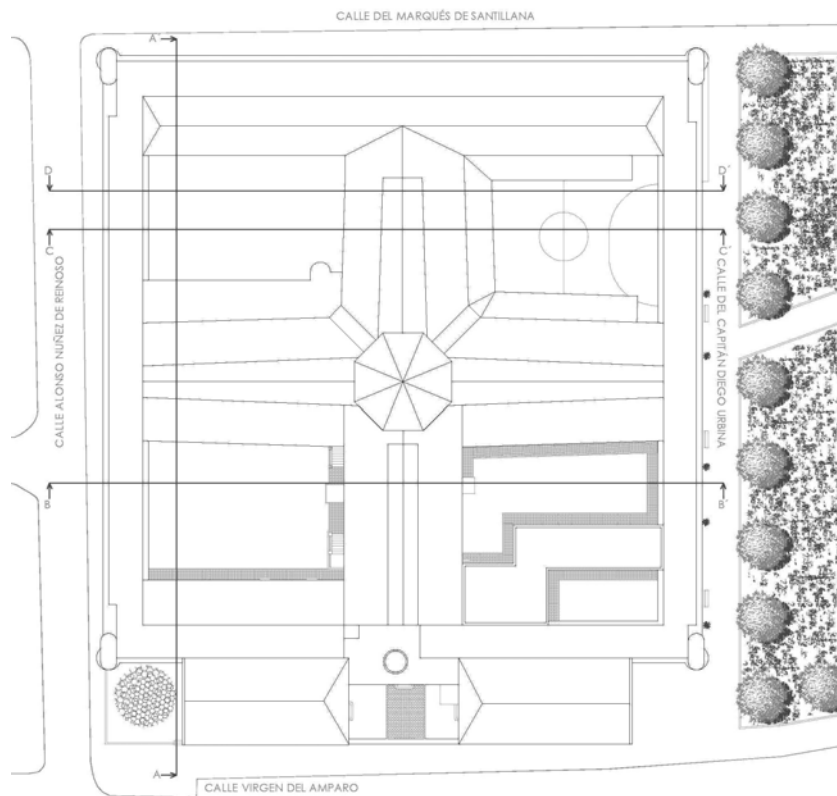 CALLE DEL MARQUÉS DE SANTILLANA
A
D
D´
C
C´
CALLE ALONSO NUÑEZ DE REINOSO
CALLE DEL CAPITÁN DIEGO URBINA
B
B´
A
CALLE VIRGEN DEL AMPARO